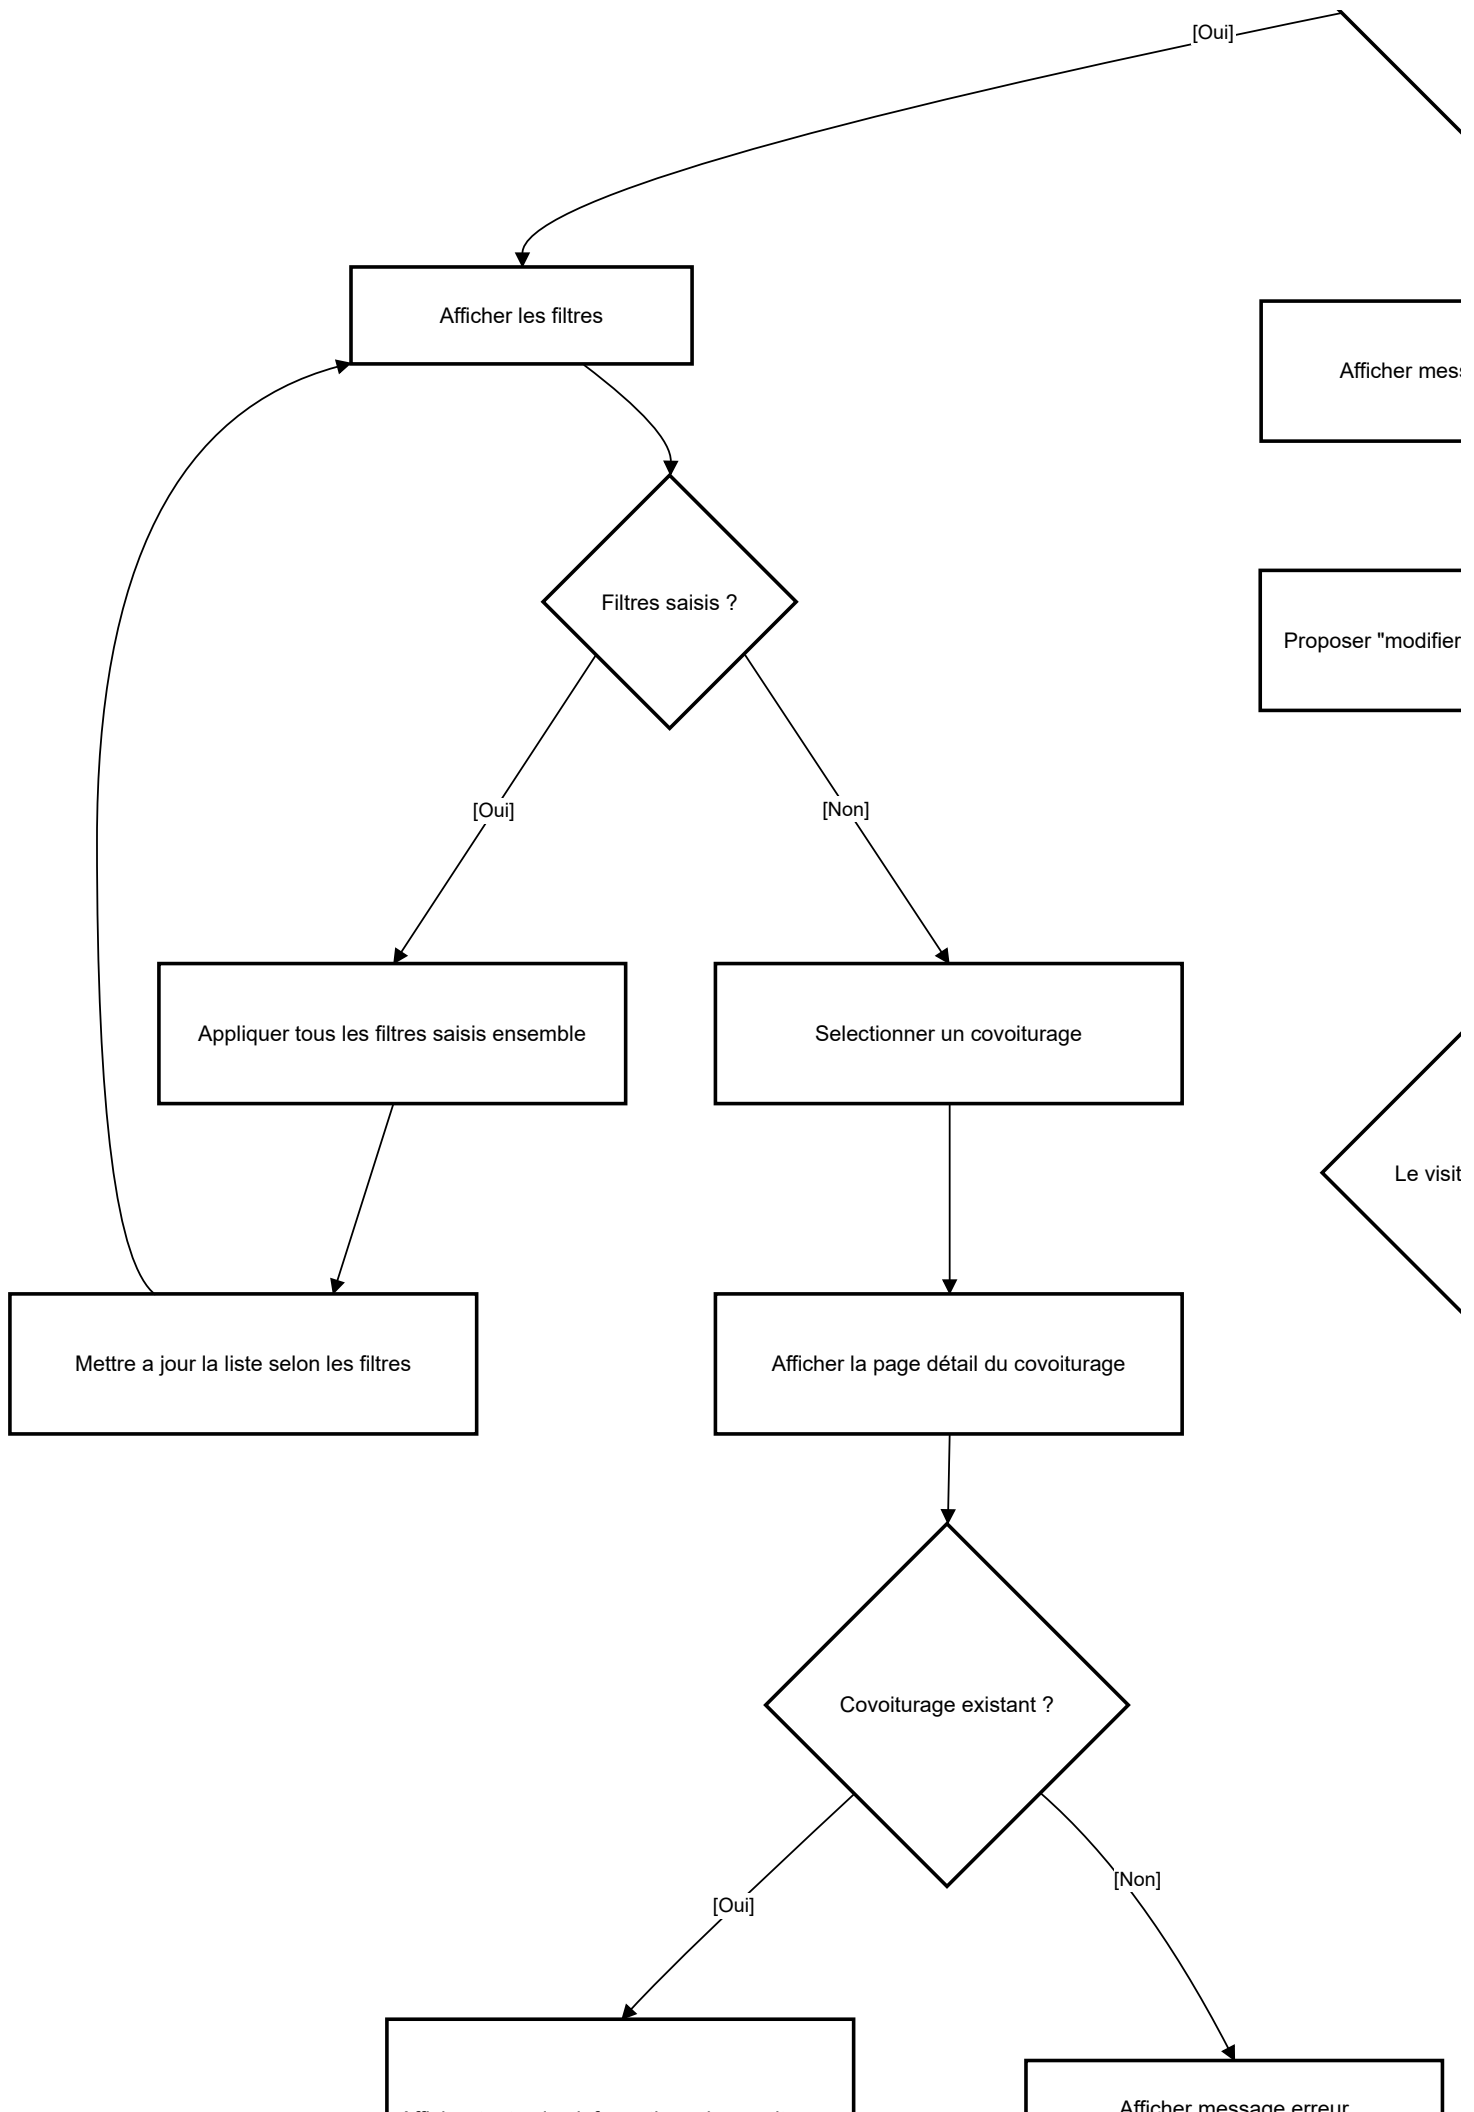 [Oui]
Afficher les filtres
Afficher
Filtres saisis ?
Proposer "modifier
[Oui]
[Non]
Appliquer tous les filtres saisis ensemble
Selectionner un covoiturage
Le
Mettre a jour la liste selon les filtres
Afficher la page détail du covoiturage
Covoiturage existant ?
[Non]
[Oui]
Afficher message erreur